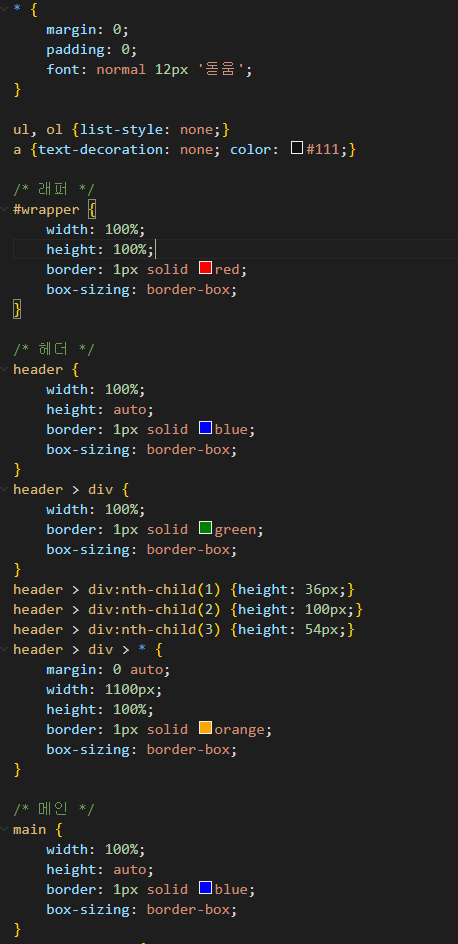 * {
    margin: 0;
    padding: 0;
    font: normal 12px '돋움';
}

ul, ol {list-style: none;}
a {text-decoration: none; color: #111;}

/* 래퍼 */
#wrapper {
    width: 100%;
    height: 100%;
    border: 1px solid red;
    box-sizing: border-box;
}

/* 헤더 */
header {
    width: 100%;
    height: auto;
    border: 1px solid blue;
    box-sizing: border-box;
}
header > div {
    width: 100%;
    border: 1px solid green;
    box-sizing: border-box;
}
header > div:nth-child(1) {height: 36px;}
header > div:nth-child(2) {height: 100px;}
header > div:nth-child(3) {height: 54px;}
header > div > * {
    margin: 0 auto;
    width: 1100px;
    height: 100%;
    border: 1px solid orange;
    box-sizing: border-box;
}

/* 메인 */
main {
    width: 100%;
    height: auto;
    border: 1px solid blue;
    box-sizing: border-box;
}